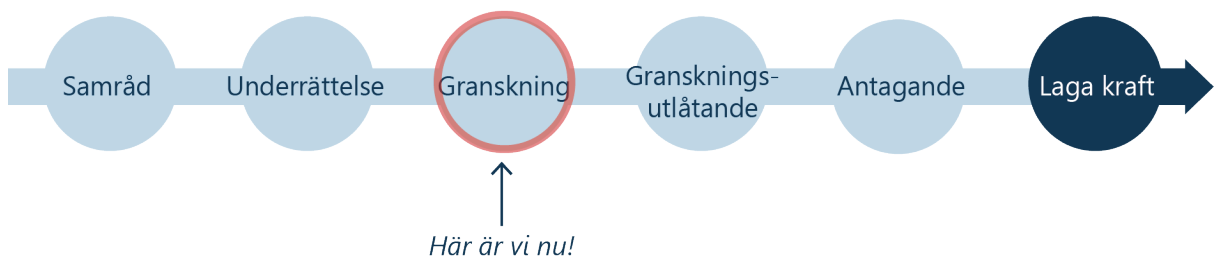 Samråd
Underrättelse
Granskning
Gransknings-
utlåtande
Antagande
Laga kraft
Här är vi nu!